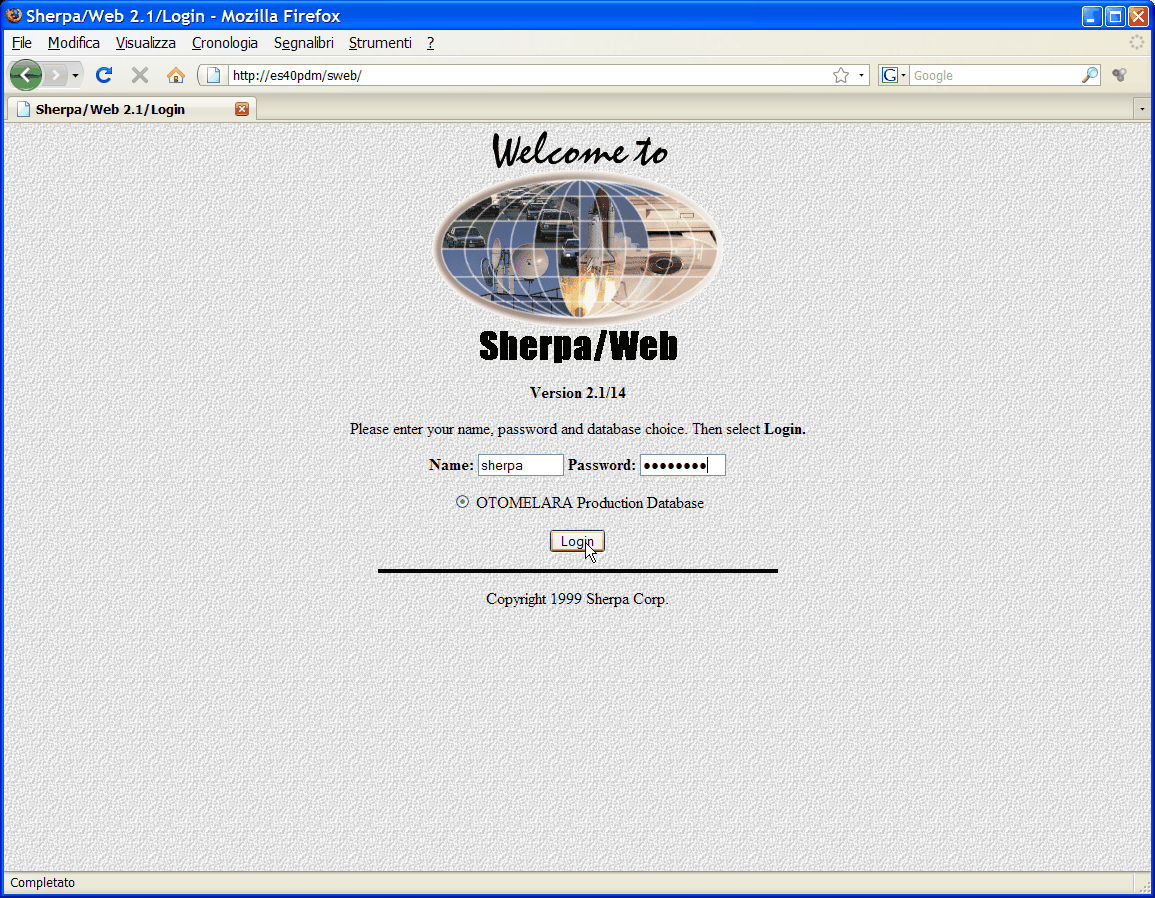 Sherpa/Web 2.1/Login - Mozilla Firefox
File Modifica Visualizza Cronologia Segnalibri Strumenti ?
http://es40pdm/sweb/ G Google
Sherpa/Web 2.1/Login
Welcome to
Sherpa/Web
Version 2.1/14
Please enter your name, password and database choice. Then select Login.
Name: sherpa Password: ●●●●●●●●
OTOMELARA Production Database
Login
Copyright 1999 Sherpa Corp.
Completato